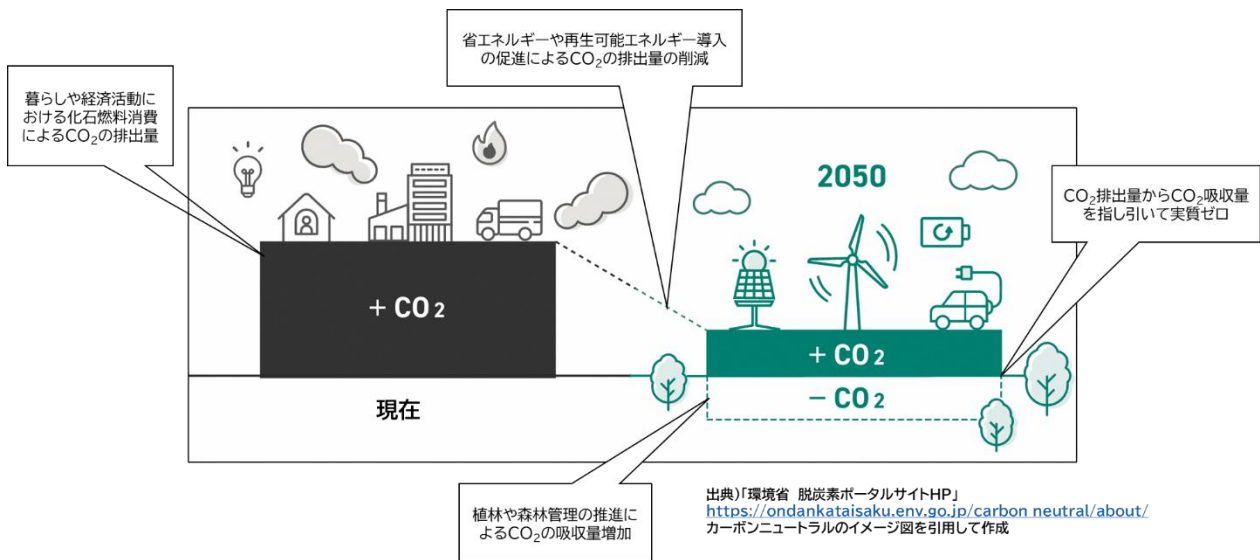 省エネルギーや再生可能エネルギー導入
の促進によるCO₂の排出量の削減
暮らしや経済活動に
おける化石燃料消費
によるCO₂の排出量
2050
CO₂排出量からCO₂吸収量
を指し引いて実質ゼロ
+ CO₂
+ CO₂
− CO₂
現在
植林や森林管理の推進に
よるCO₂の吸収量増加
出典)「環境省 脱炭素ポータルサイトHP」
https://ondankataisaku.env.go.jp/carbon_neutral/about/
カーボンニュートラルのイメージ図を引用して作成